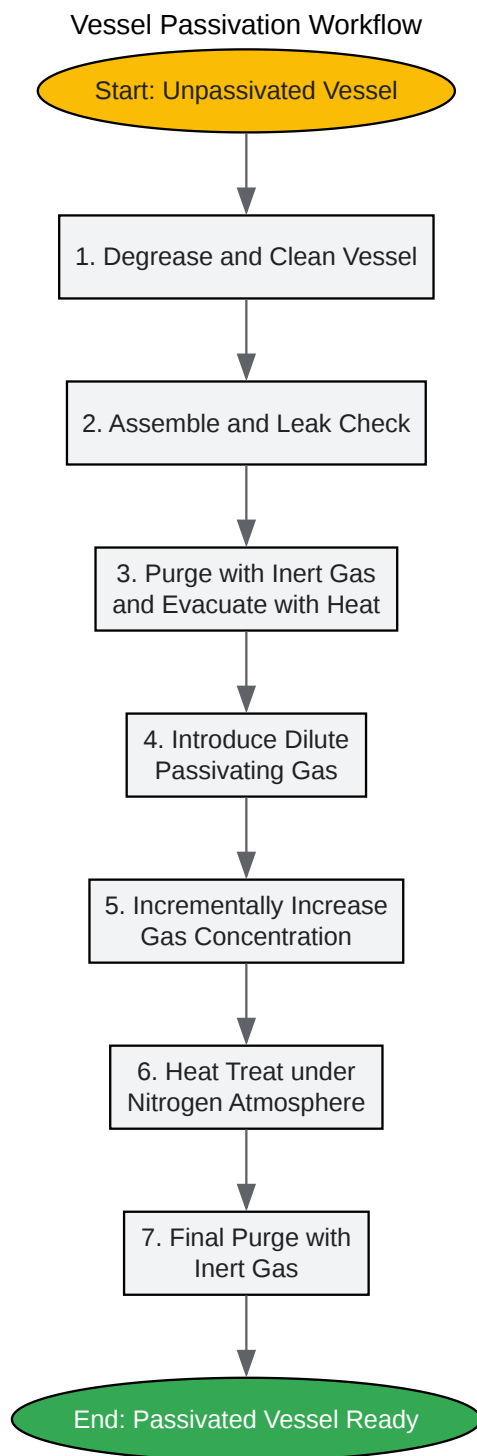 Vessel Passivation Workflow
Start: Unpassivated Vessel
1. Degrease and Clean Vessel
2. Assemble and Leak Check
3. Purge with Inert Gas
and Evacuate with Heat
4. Introduce Dilute
Passivating Gas
5. Incrementally Increase
Gas Concentration
6. Heat Treat under
Nitrogen Atmosphere
7. Final Purge with
Inert Gas
End: Passivated Vessel Ready